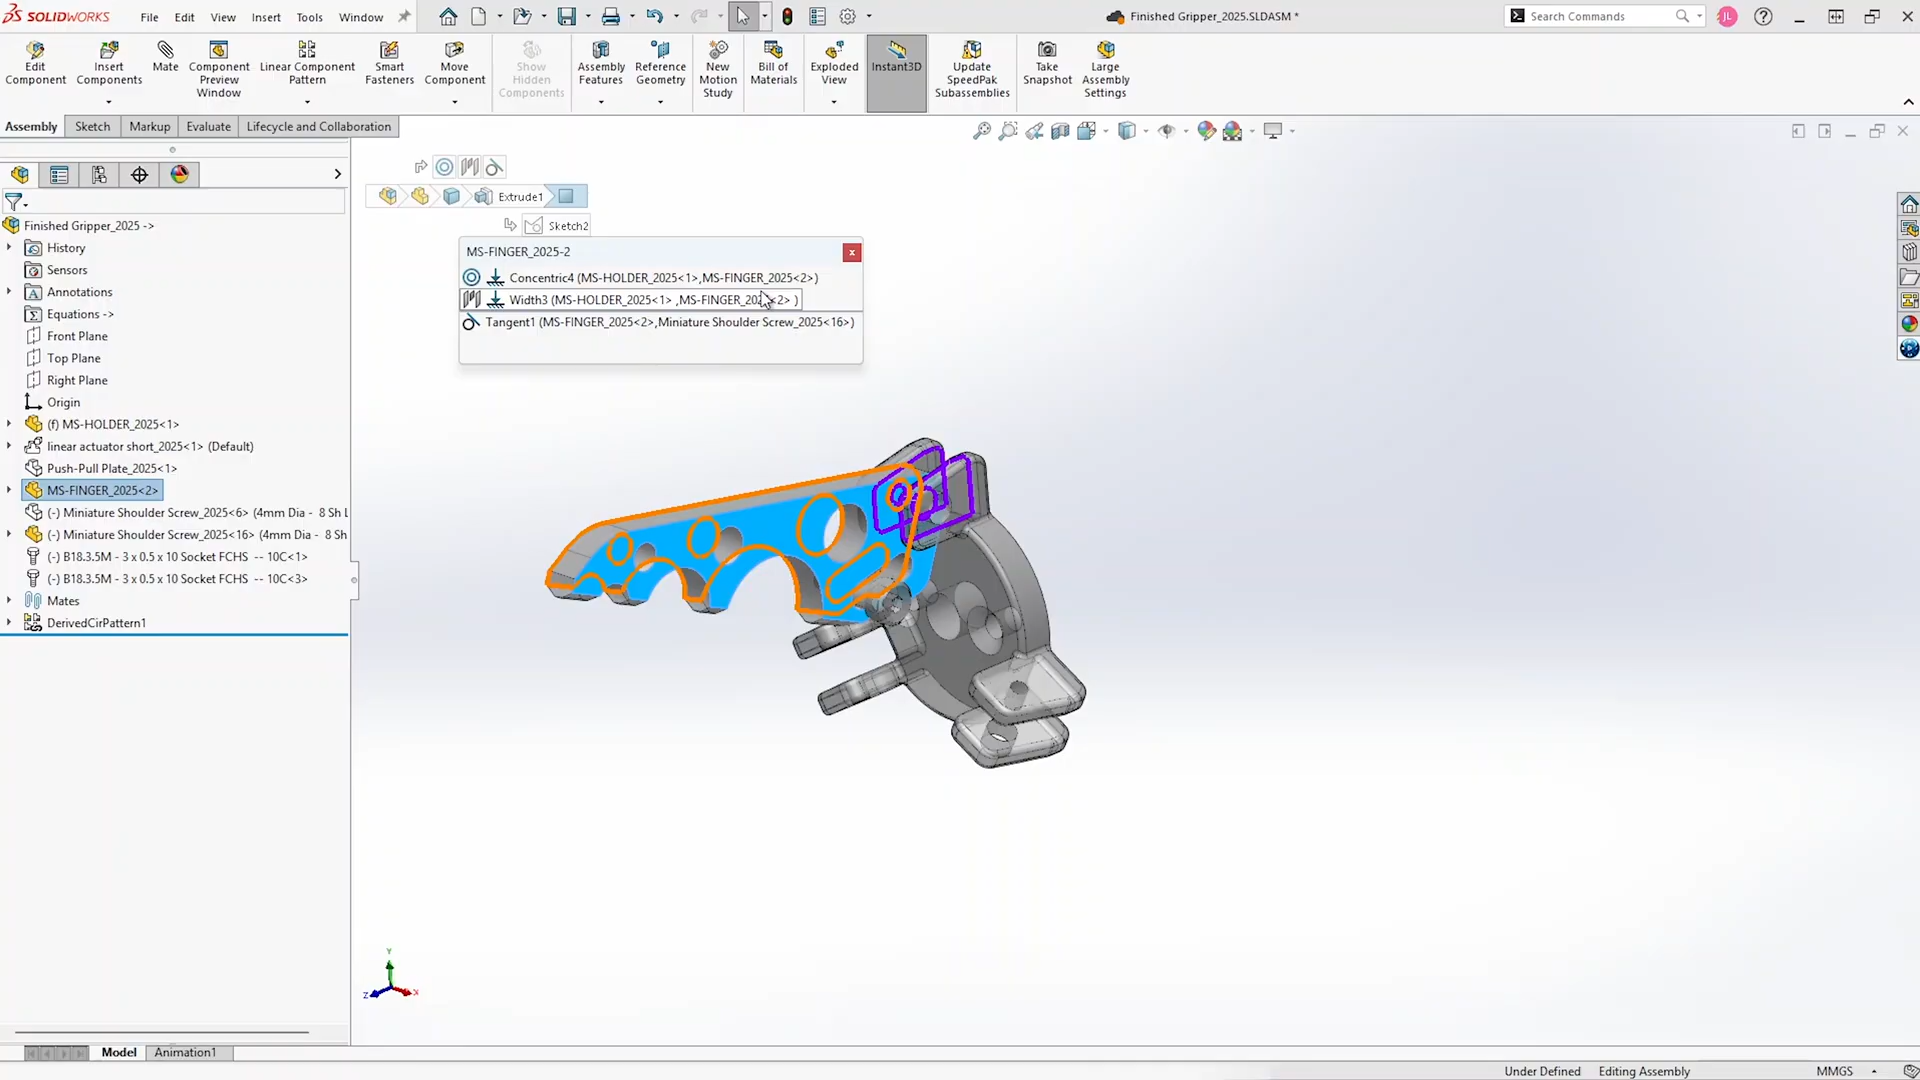 SOLIDWORKS File Edit View Insert Tools Window
Finished Gripper_2025.SLDASM *
Search Commands
JL
Edit Component
Insert Components
Mate
Component Preview Window
Linear Component Pattern
Smart Fasteners
Move Component
Show Hidden Components
Assembly Features
Reference Geometry
New Motion Study
Bill of Materials
Exploded View
Instant3D
Update SpeedPak Subassemblies
Take Snapshot
Large Assembly Settings
Assembly Sketch Markup Evaluate Lifecycle and Collaboration
Extrude1
Sketch2
MS-FINGER_2025-2
Concentric4 (MS-HOLDER_2025<1>,MS-FINGER_2025<2>)
Width3 (MS-HOLDER_2025<1> ,MS-FINGER_2025<2> )
Tangent1 (MS-FINGER_2025<2>,Miniature Shoulder Screw_2025<16>)
Finished Gripper_2025 ->
History
Sensors
Annotations
Equations ->
Front Plane
Top Plane
Right Plane
Origin
(f) MS-HOLDER_2025<1>
linear actuator short_2025<1> (Default)
Push-Pull Plate_2025<1>
MS-FINGER_2025<2>
(-) Miniature Shoulder Screw_2025<6> (4mm Dia - 8 Sh L
(-) Miniature Shoulder Screw_2025<16> (4mm Dia - 8 Sh
(-) B18.3.5M - 3 x 0.5 x 10 Socket FCHS -- 10C<1>
(-) B18.3.5M - 3 x 0.5 x 10 Socket FCHS -- 10C<3>
Mates
DerivedCirPattern1
Y
Z
X
Model Animation1
Under Defined Editing Assembly MMGS